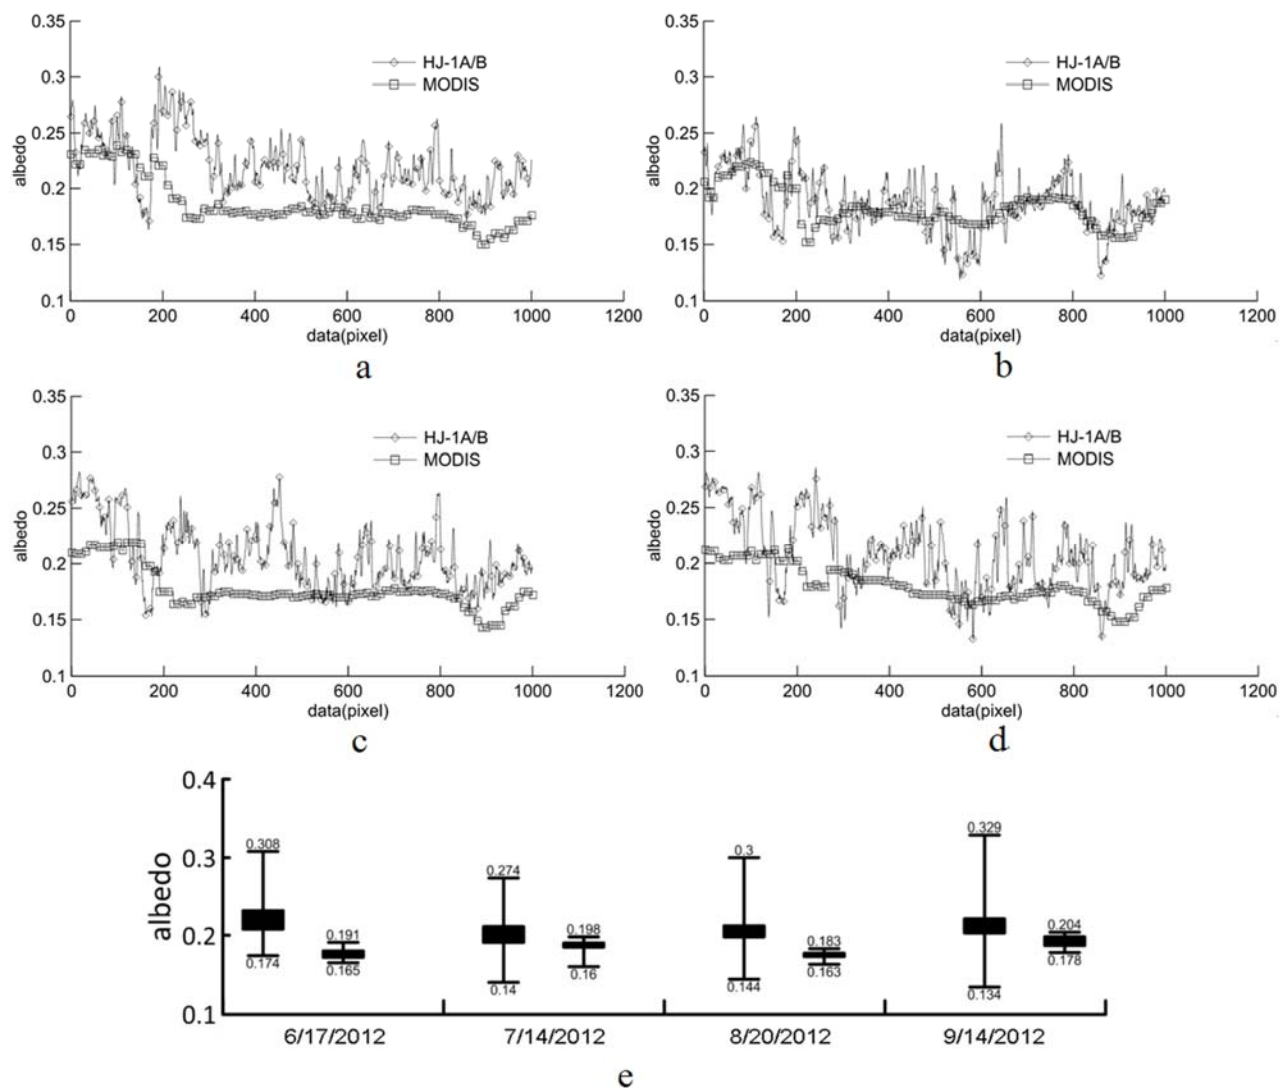 0.35
HJ-1A/B
MODIS
0.3
0.25
albedo
0.2
0.15
0.1
0 200 400 600 800 1000 1200
data(pixel)
a
0.35
HJ-1A/B
MODIS
0.3
0.25
albedo
0.2
0.15
0.1
0 200 400 600 800 1000 1200
data(pixel)
b
0.35
HJ-1A/B
MODIS
0.3
0.25
albedo
0.2
0.15
0.1
0 200 400 600 800 1000 1200
data(pixel)
c
0.35
HJ-1A/B
MODIS
0.3
0.25
albedo
0.2
0.15
0.1
0 200 400 600 800 1000 1200
data(pixel)
d
0.4
0.3
0.2
0.1
albedo
0.308
0.174
0.191
0.165
0.274
0.14
0.198
0.16
0.3
0.144
0.183
0.163
0.329
0.134
0.204
0.178
6/17/2012 7/14/2012 8/20/2012 9/14/2012
e